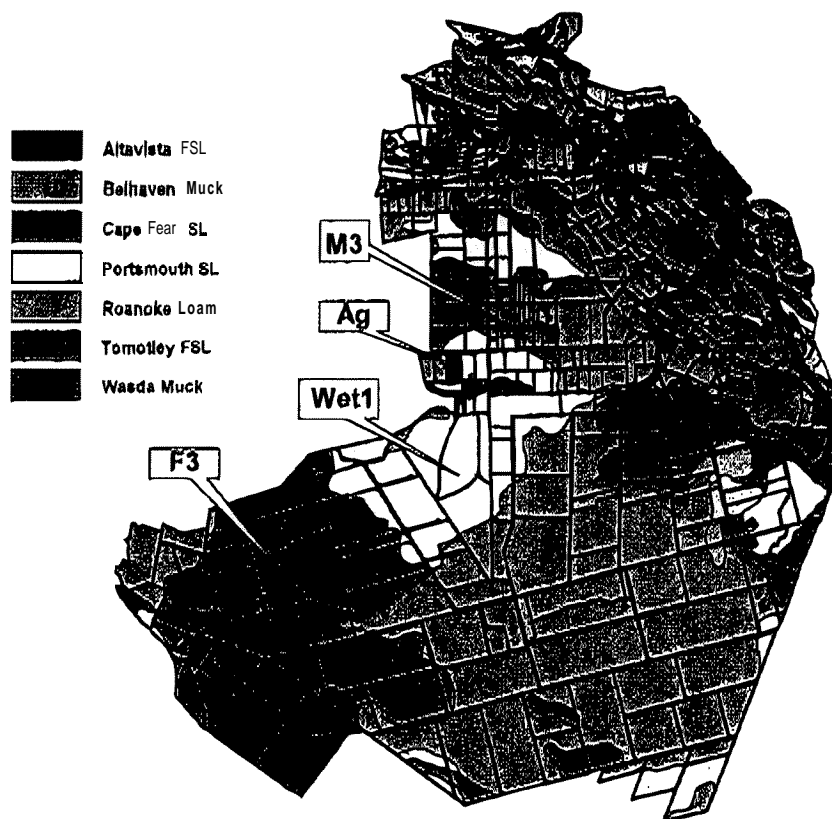 Altavista FSL
Belhaven Muck
Cape Fear SL
Portsmouth SL
Roanoke Loam
Tomotley FSL
Wasda Muck
M3
Ag
Wet1
F3